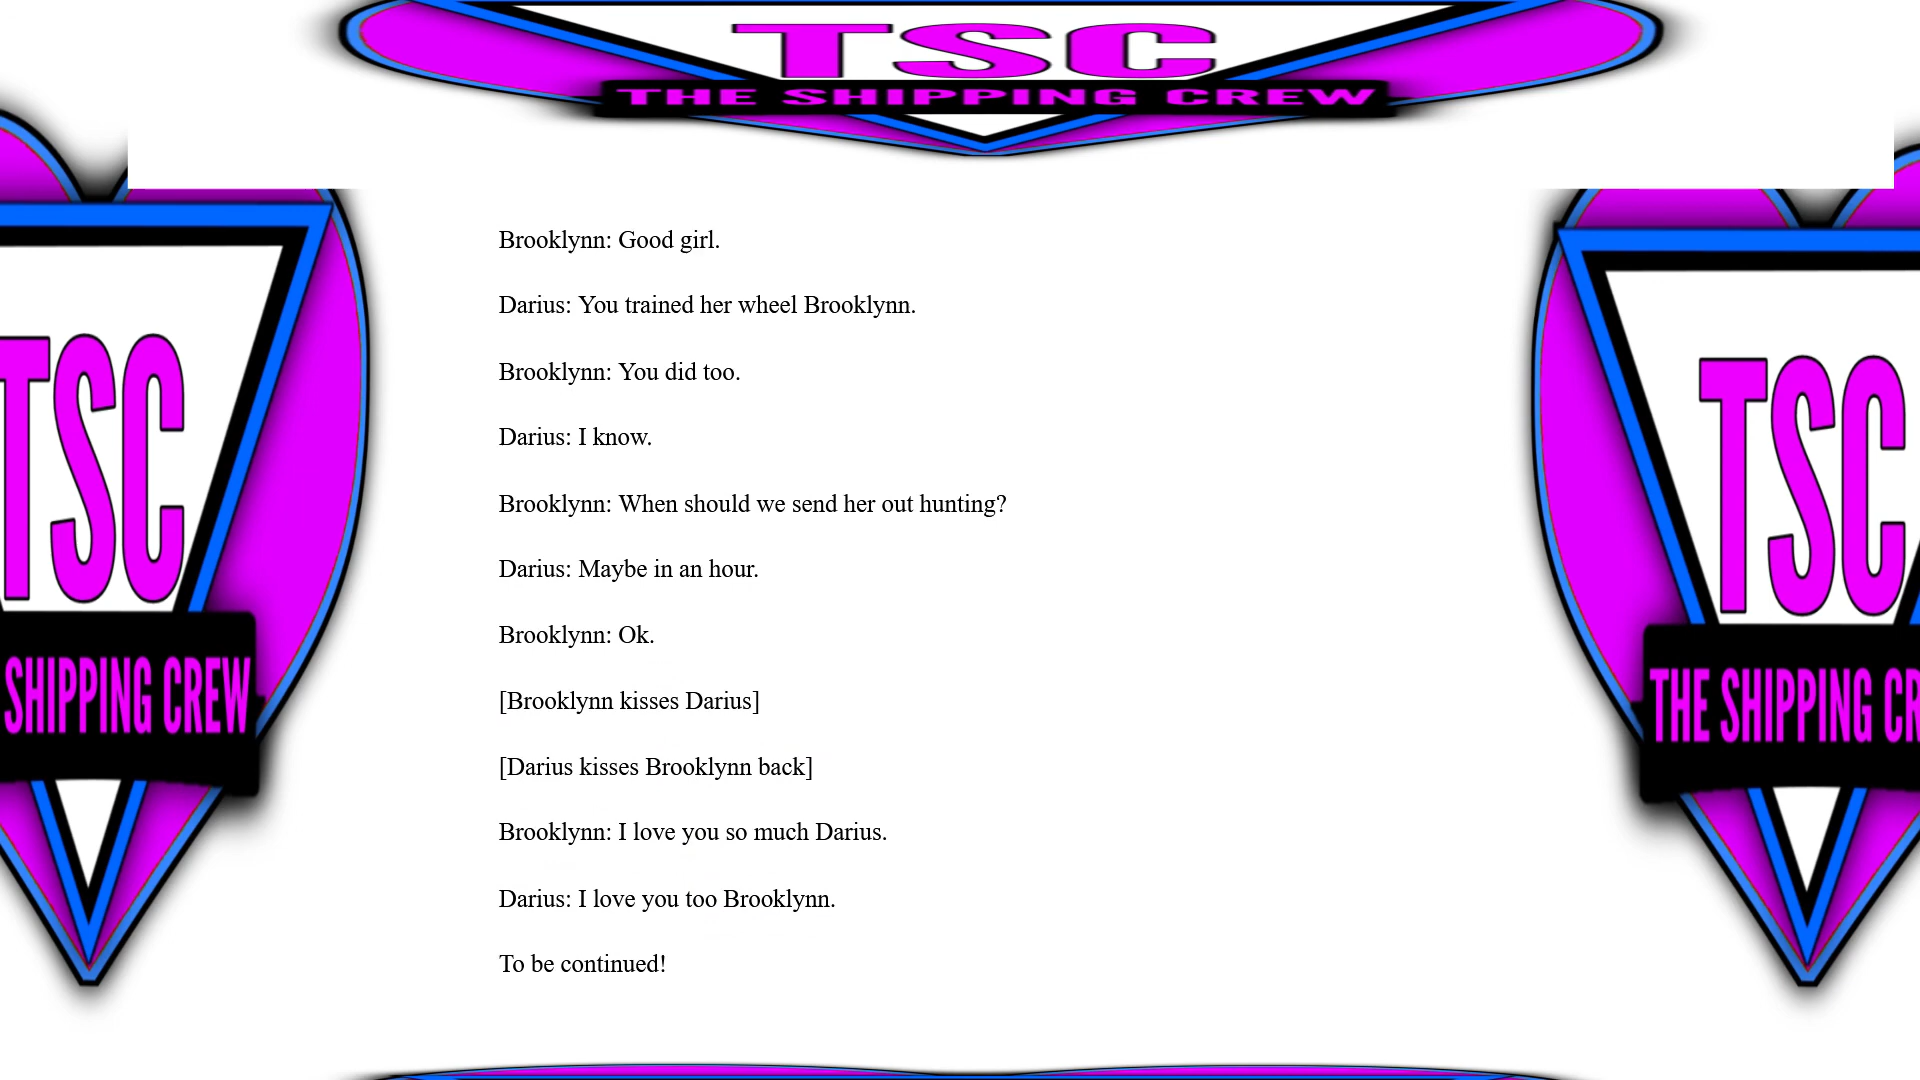 TSC
THE SHIPPING CREW
Brooklynn: Good girl.
Darius: You trained her wheel Brooklynn.
Brooklynn: You did too.
Darius: I know.
Brooklynn: When should we send her out hunting?
Darius: Maybe in an hour.
Brooklynn: Ok.
[Brooklynn kisses Darius]
[Darius kisses Brooklynn back]
Brooklynn: I love you so much Darius.
Darius: I love you too Brooklynn.
To be continued!
TSC
SHIPPING CREW
TSC
THE SHIPPING CR